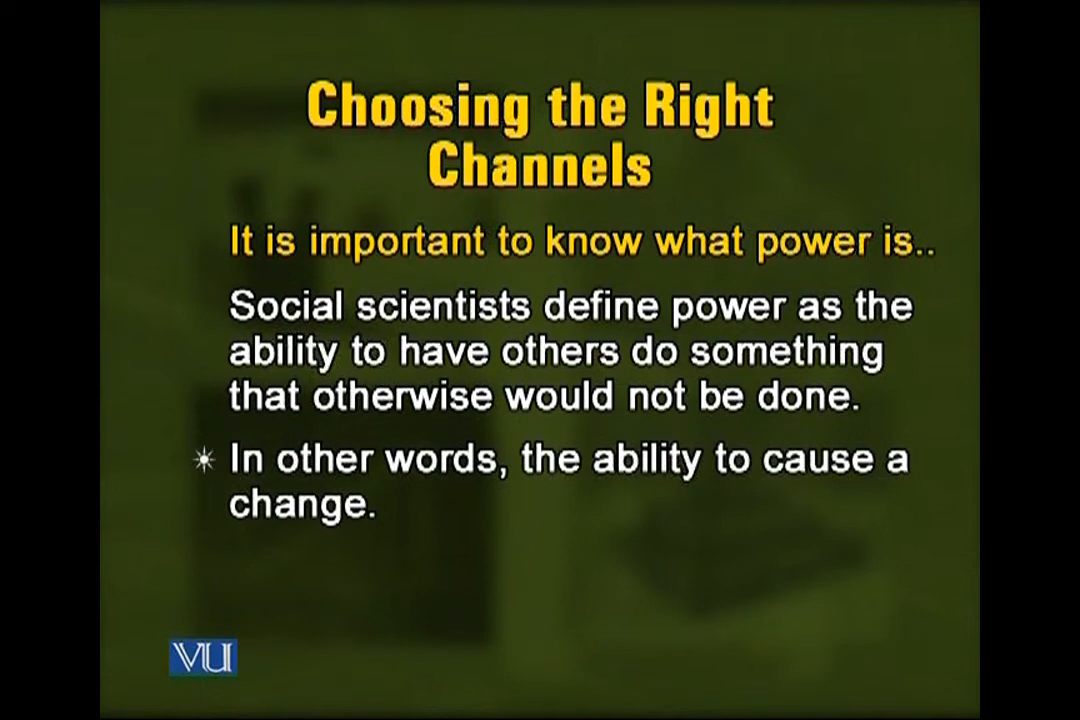 Choosing the Right
Channels
It is important to know what power is..
Social scientists define power as the
ability to have others do something
that otherwise would not be done.
In other words, the ability to cause a
change.
VU